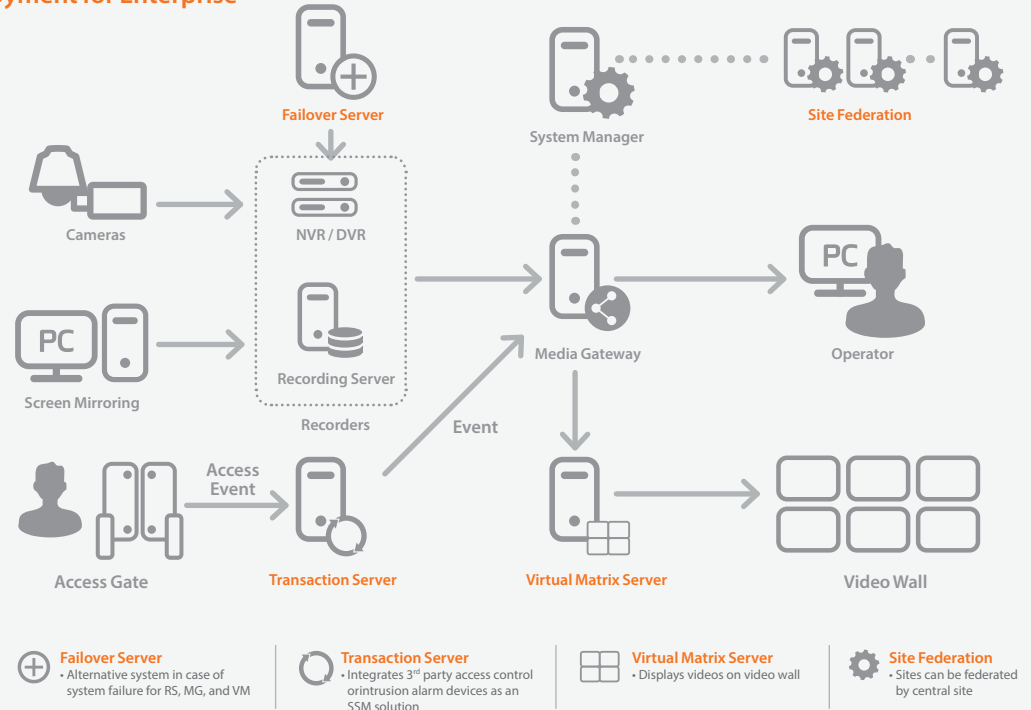 yment for Enterprise
Failover Server
System Manager
Site Federation
Cameras
NVR / DVR
PC
Screen Mirroring
Recording Server
Recorders
Media Gateway
PC
Operator
Event
Access
Event
Access Gate
Transaction Server
Virtual Matrix Server
Video Wall
Failover Server
• Alternative system in case of
system failure for RS, MG, and VM
Transaction Server
• Integrates 3rd party access control
orintrusion alarm devices as an
SSM solution
Virtual Matrix Server
• Displays videos on video wall
Site Federation
• Sites can be federated
by central site